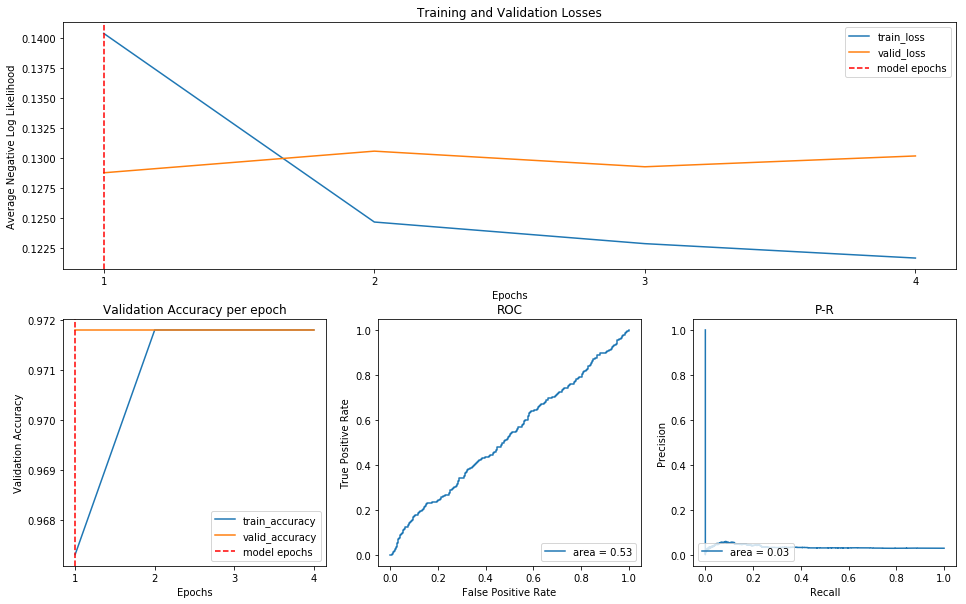 Training and Validation Losses
Average Negative Log Likelihood
0.1400
0.1375
0.1350
0.1325
0.1300
0.1275
0.1250
0.1225
train_loss
valid_loss
model epochs
1 2 3 4
Epochs
Validation Accuracy per epoch
Validation Accuracy
0.972
0.971
0.970
0.969
0.968
train_accuracy
valid_accuracy
model epochs
1 2 3 4
Epochs
ROC
True Positive Rate
1.0
0.8
0.6
0.4
0.2
0.0
area = 0.53
0.0 0.2 0.4 0.6 0.8 1.0
False Positive Rate
P-R
Precision
1.0
0.8
0.6
0.4
0.2
0.0
area = 0.03
0.0 0.2 0.4 0.6 0.8 1.0
Recall